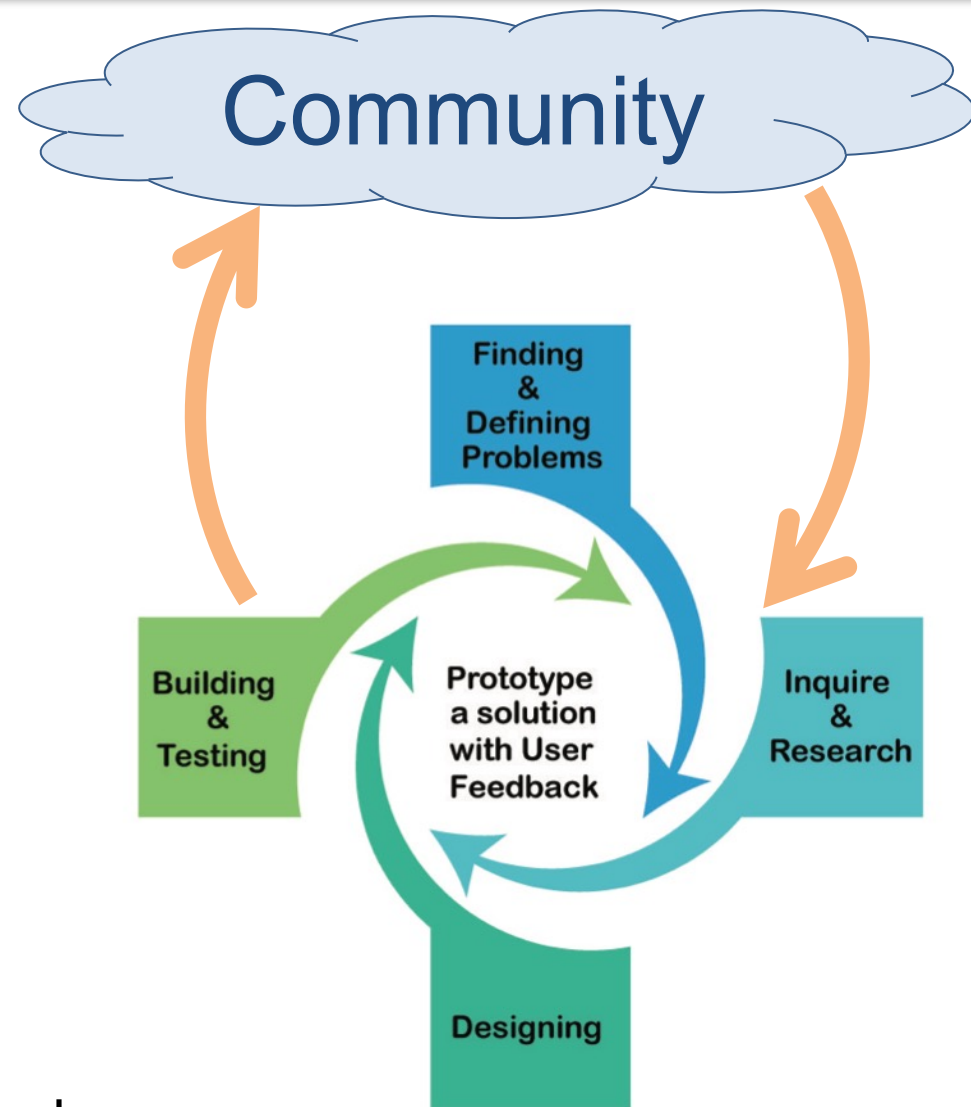 Community
Finding
&
Defining
Problems
Building
&
Testing
Prototype
a solution
with User
Feedback
Inquire
&
Research
Designing